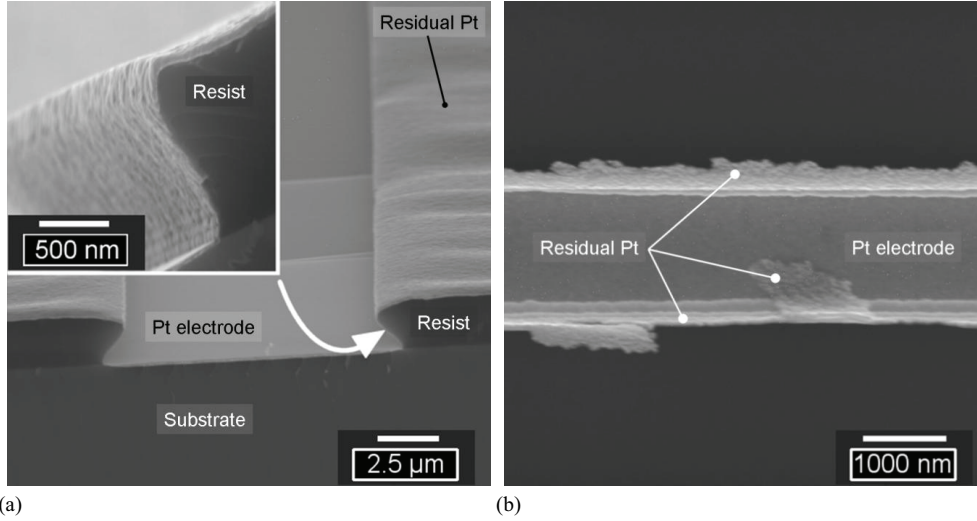 Residual Pt
Resist
500 nm
Pt electrode
Resist
Substrate
2.5 µm
Residual Pt
Pt electrode
1000 nm
(a)
(b)